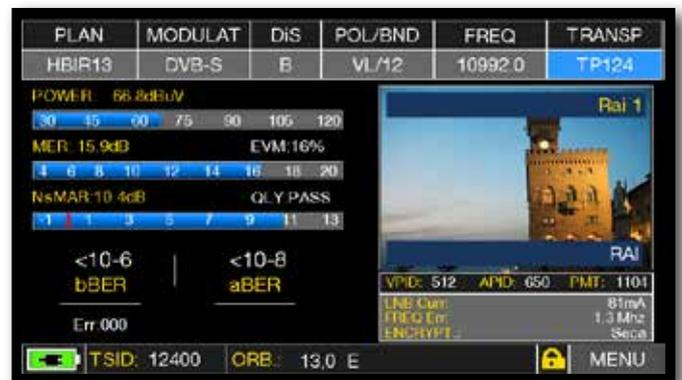 PLAN MODULAT DiS POL/BND FREQ TRANSP
HBIR13 DVB-S B VL/12 10992.0 TP124
POWER: 66.8dBuV
30 45 60 75 90 105 120
MER: 15.9dB EVM:16%
4 6 8 10 12 14 16 18 20
NsMAR:10.4dB QLY:PASS
-1 1 3 5 7 9 11 13
<10-6 <10-8
bBER aBER
Err:000
Rai 1
RAI
VPID: 512 APID: 650 PMT: 1104
LNB Curr: 81mA
FREQ Err: 1.3 Mhz
ENCRYPT.: Seca
TSID: 12400 ORB.: 13,0 E MENU